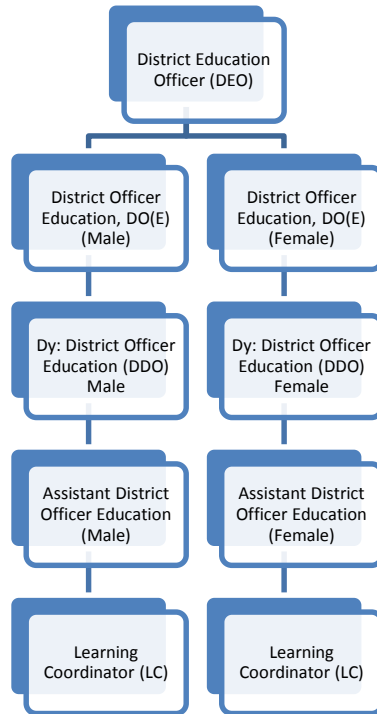 District Education
Officer (DEO)
District Officer
Education, DO(E)
(Male)
District Officer
Education, DO(E)
(Female)
Dy: District Officer
Education (DDO)
Male
Dy: District Officer
Education (DDO)
Female
Assistant District
Officer Education
(Male)
Assistant District
Officer Education
(Female)
Learning
Coordinator (LC)
Learning
Coordinator (LC)